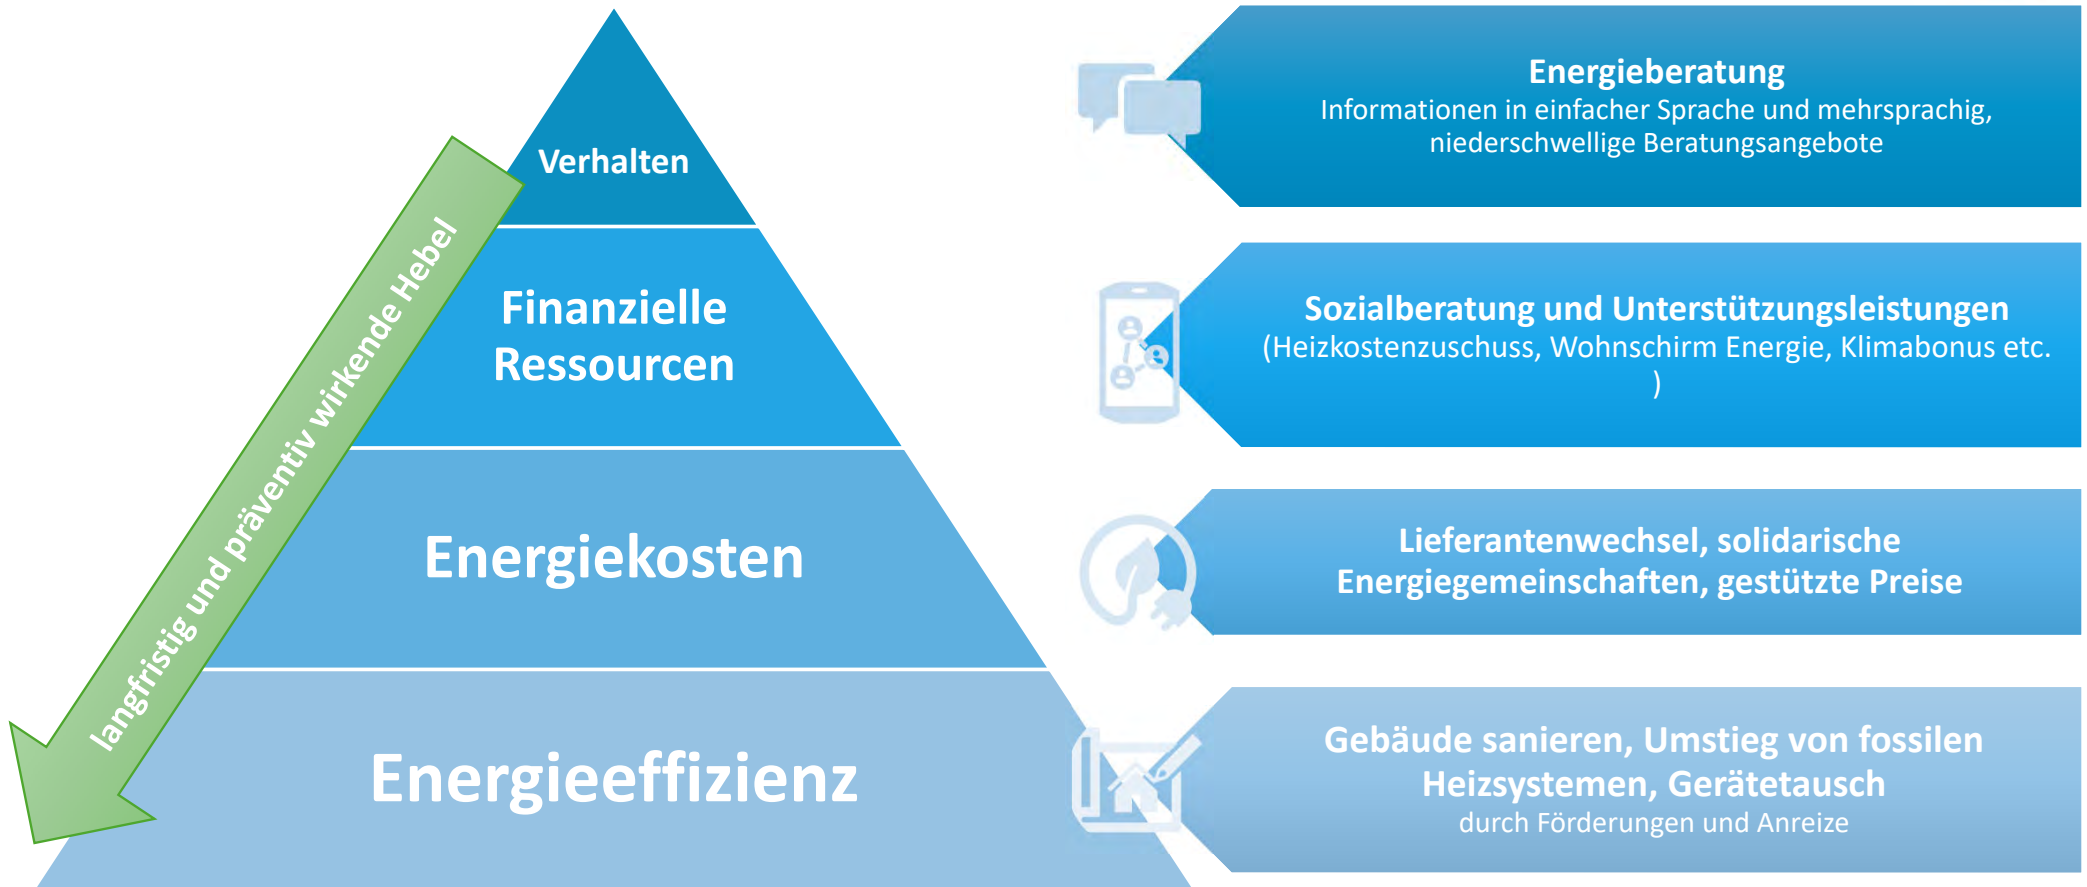 Verhalten
Finanzielle
Ressourcen
Energiekosten
Energieeffizienz
langfristig und präventiv wirkende Hebel
Energieberatung
Informationen in einfacher Sprache und mehrsprachig,
niederschwellige Beratungsangebote
Sozialberatung und Unterstützungsleistungen
(Heizkostenzuschuss, Wohnschirm Energie, Klimabonus etc.
)
Lieferantenwechsel, solidarische
Energiegemeinschaften, gestützte Preise
Gebäude sanieren, Umstieg von fossilen
Heizsystemen, Gerätetausch
durch Förderungen und Anreize